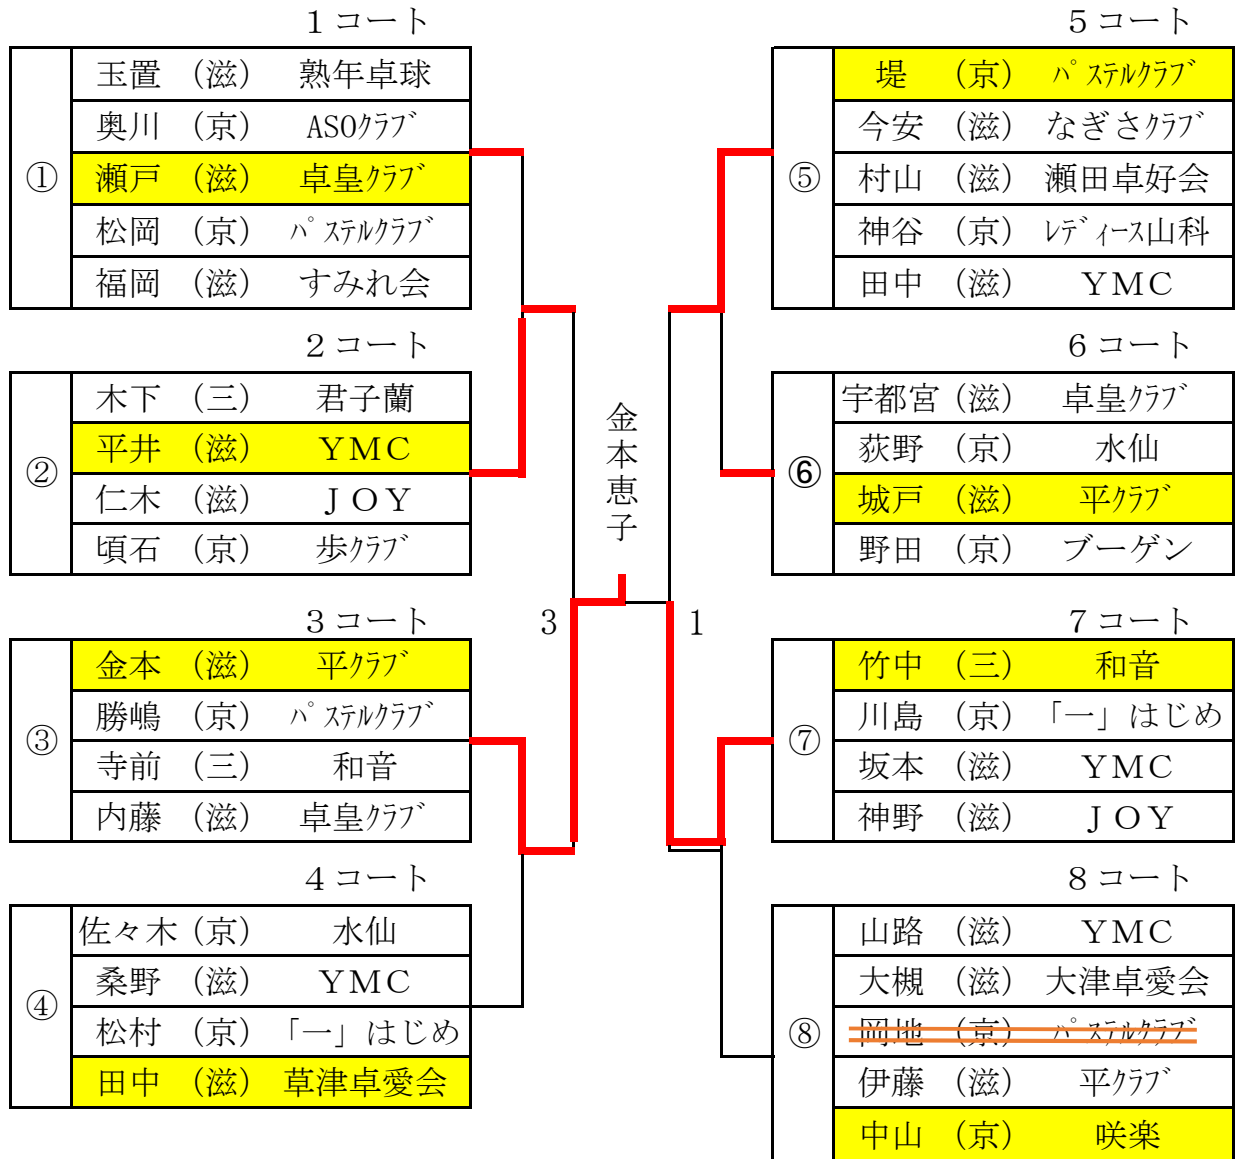 １コート
①
玉置 （滋） 熟年卓球
奥川 （京） ASOｸﾗﾌﾞ
瀬戸 （滋） 卓皇ｸﾗﾌﾞ
松岡 （京） ﾊﾟｽﾃﾙｸﾗﾌﾞ
福岡 （滋） すみれ会
２コート
②
木下 （三） 君子蘭
平井 （滋） ＹＭＣ
仁木 （滋） ＪＯＹ
頃石 （京） 歩ｸﾗﾌﾞ
３コート
③
金本 （滋） 平ｸﾗﾌﾞ
勝嶋 （京） ﾊﾟｽﾃﾙｸﾗﾌﾞ
寺前 （三） 和音
内藤 （滋） 卓皇ｸﾗﾌﾞ
４コート
④
佐々木 （京） 水仙
桑野 （滋） ＹＭＣ
松村 （京） 「一」はじめ
田中 （滋） 草津卓愛会
金本恵子
3
1
５コート
⑤
堤 （京） ﾊﾟｽﾃﾙｸﾗﾌﾞ
今安 （滋） なぎさｸﾗﾌﾞ
村山 （滋） 瀬田卓好会
神谷 （京） ﾚﾃﾞｨｰｽ山科
田中 （滋） ＹＭＣ
６コート
⑥
宇都宮 （滋） 卓皇ｸﾗﾌﾞ
荻野 （京） 水仙
城戸 （滋） 平ｸﾗﾌﾞ
野田 （京） ブーゲン
７コート
⑦
竹中 （三） 和音
川島 （京） 「一」はじめ
坂本 （滋） ＹＭＣ
神野 （滋） ＪＯＹ
８コート
⑧
山路 （滋） ＹＭＣ
大槻 （滋） 大津卓愛会
岡地 （京） ﾊﾟｽﾃﾙｸﾗﾌﾞ
伊藤 （滋） 平ｸﾗﾌﾞ
中山 （京） 咲楽